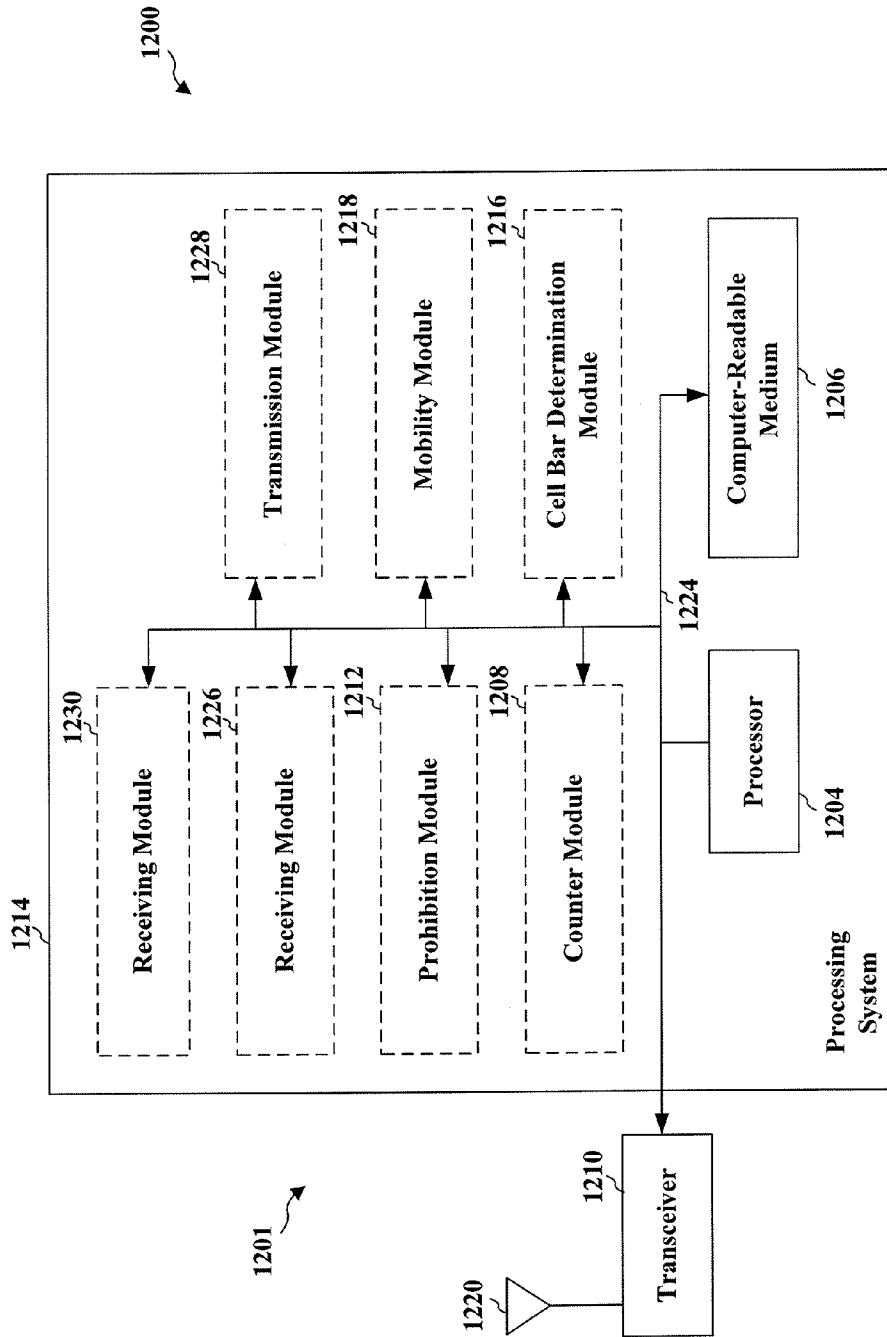 1200
1214
1230
Receiving Module
1228
Transmission Module
1226
Receiving Module
1218
Mobility Module
1212
Prohibition Module
1216
Cell Bar Determination
Module
1208
Counter Module
1224
1201
1220
1210
Transceiver
Processor
1204
Computer-Readable
Medium
1206
Processing
System